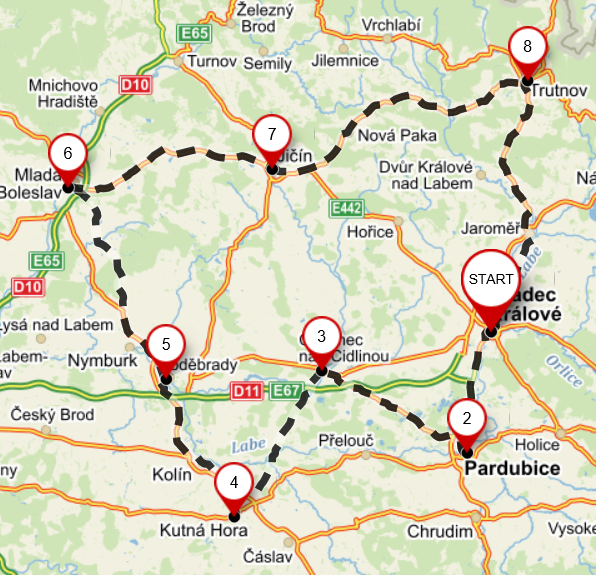 Železný
Brod
Vrchlabí
E65
8
Turnov
Semily
Jilemnice
Mnichovo
Hradiště
D10
Trutnov
7
Nová Paka
6
Jičín
Mladá
Boleslav
Dvůr Králové
nad Labem
E442
Jaroměř
Hořice
E65
START
Labe
D10
Hradec
Králové
Lysá nad Labem
3
5
Nymburk
nad Cidlinou
Poděbrady
Orlice
D11
E67
2
Český Brod
Labe
Přelouč
Holice
Pardubice
Kolín
4
Kutná Hora
Chrudim
Čáslav